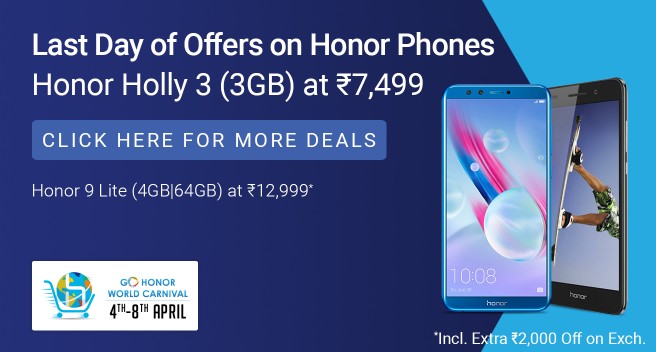 Last Day of Offers on Honor Phones
Honor Holly 3 (3GB) at ₹7,499
CLICK HERE FOR MORE DEALS
Honor 9 Lite (4GB|64GB) at ₹12,999*
GO HONOR
WORLD CARNIVAL
4TH-8TH APRIL
10:08
honor
honor
*Incl. Extra ₹2,000 Off on Exch.